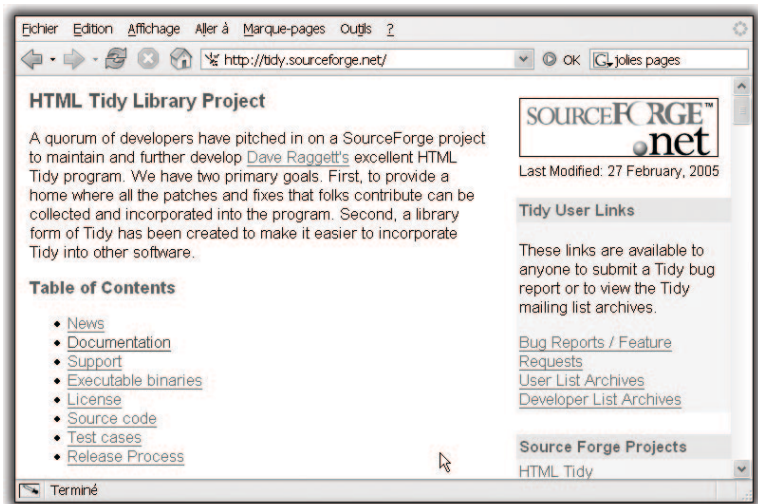 Fichier Edition Affichage Aller à Marque-pages Outils ?
http://tidy.sourceforge.net/ OK G jolies pages
HTML Tidy Library Project
A quorum of developers have pitched in on a SourceForge project
to maintain and further develop Dave Raggett's excellent HTML
Tidy program. We have two primary goals. First, to provide a
home where all the patches and fixes that folks contribute can be
collected and incorporated into the program. Second, a library
form of Tidy has been created to make it easier to incorporate
Tidy into other software.
Table of Contents
• News
• Documentation
• Support
• Executable binaries
• License
• Source code
• Test cases
• Release Process
SOURCEFORGE™
.net
Last Modified: 27 February, 2005
Tidy User Links
These links are available to
anyone to submit a Tidy bug
report or to view the Tidy
mailing list archives.
Bug Reports / Feature
Requests
User List Archives
Developer List Archives
Source Forge Projects
HTML Tidy
Terminé